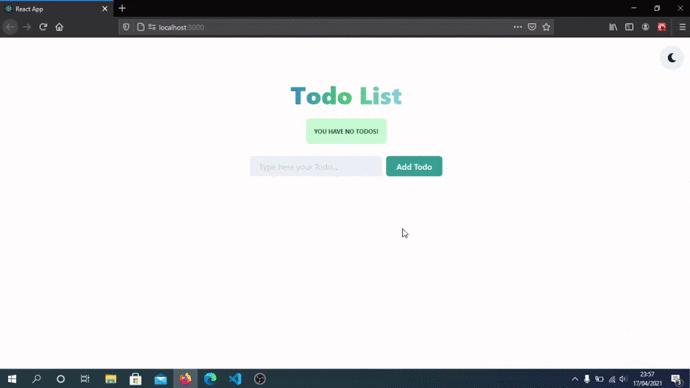 React App
localhost:3000
Todo List
YOU HAVE NO TODOS!
Type here your Todo...
Add Todo
23:57
17/04/2021